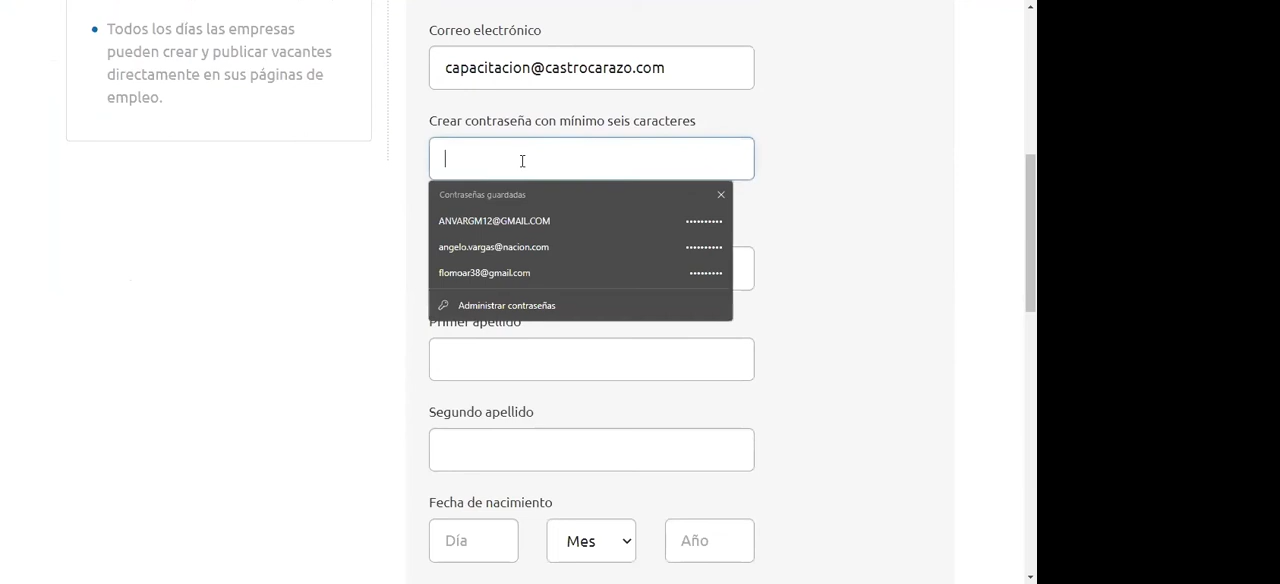 Todos los días las empresas
pueden crear y publicar vacantes
directamente en sus páginas de
empleo.
Correo electrónico
capacitacion@castrocarazo.com
Crear contraseña con mínimo seis caracteres
Contraseñas guardadas
ANVARGM12@GMAIL.COM ••••••••••
angelo.vargas@nacion.com ••••••••••
flomoar38@gmail.com •••••••••
Administrar contraseñas
Primer apellido
Segundo apellido
Fecha de nacimiento
Día Mes Año